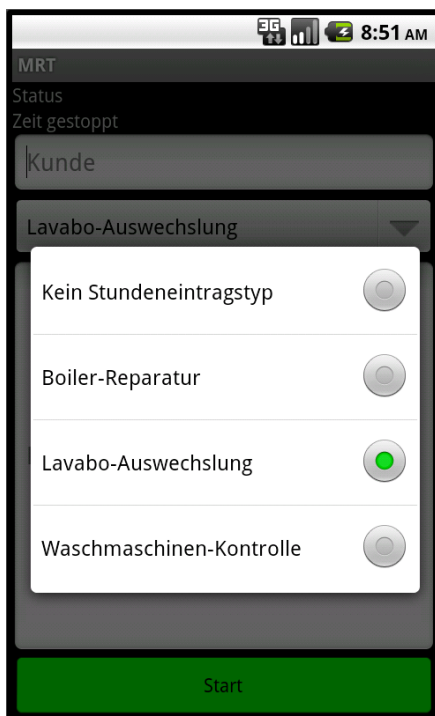 3G 8:51 AM
MRT
Status
Zeit gestoppt
Kunde
Lavabo-Auswechslung
Kein Stundeneintragstyp
Boiler-Reparatur
Lavabo-Auswechslung
Waschmaschinen-Kontrolle
Start